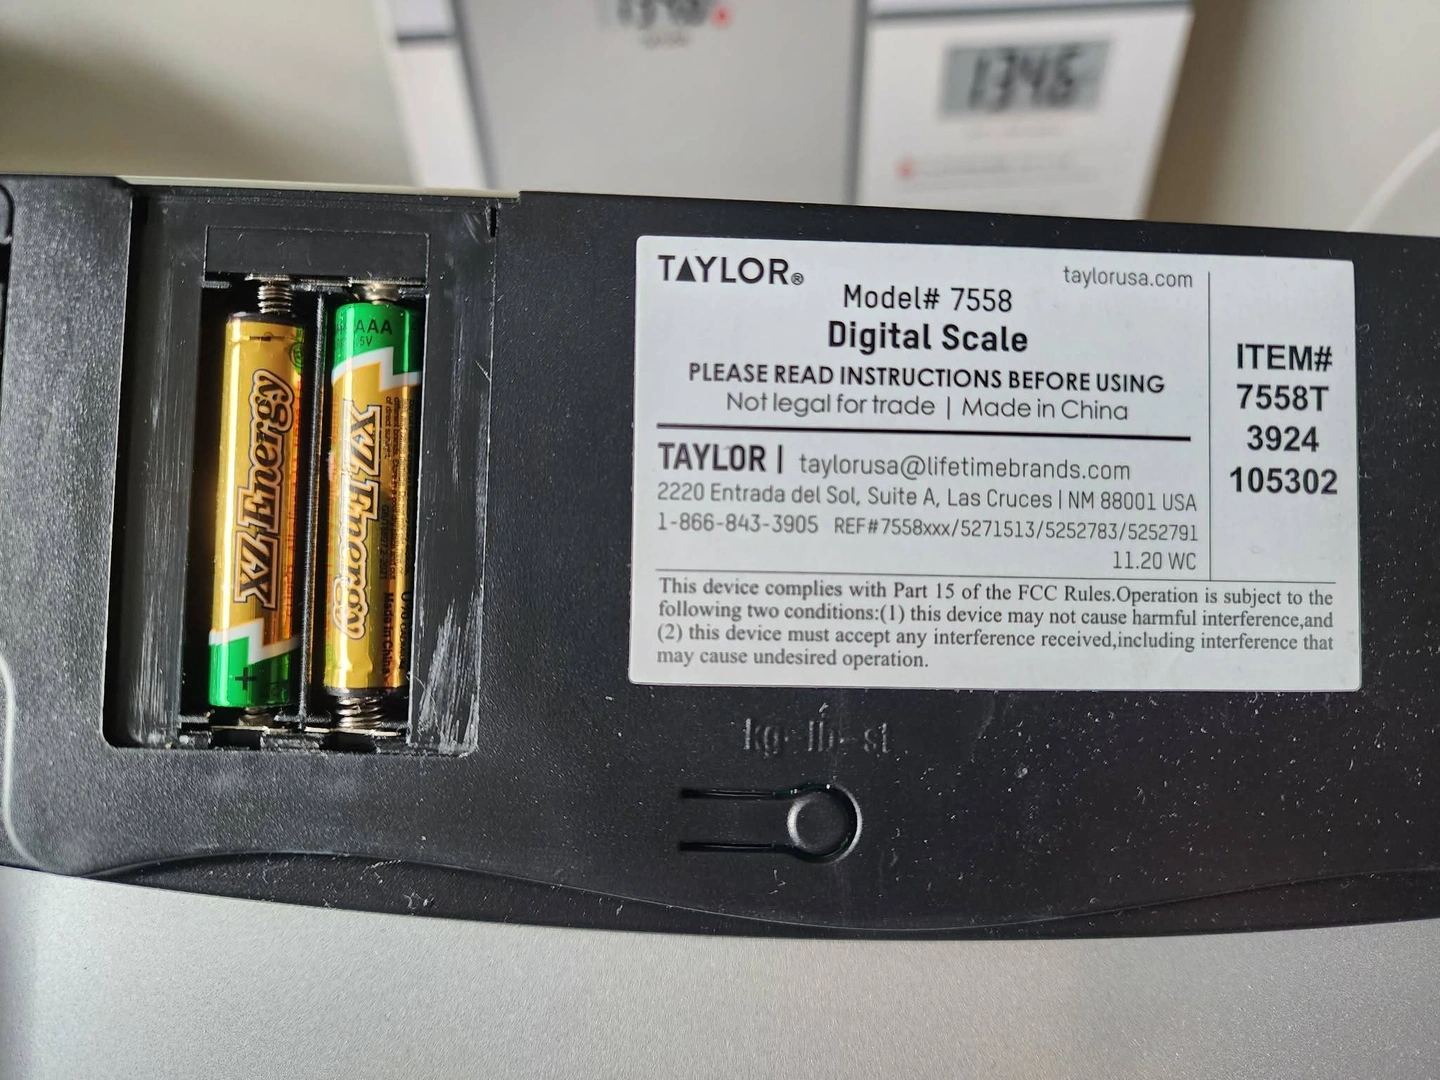 1346
TAYLOR®
taylorusa.com
Model# 7558
Digital Scale
PLEASE READ INSTRUCTIONS BEFORE USING
Not legal for trade | Made in China
TAYLOR | taylorusa@lifetimebrands.com
2220 Entrada del Sol, Suite A, Las Cruces | NM 88001 USA
1-866-843-3905 REF#7558xxx/5271513/5252783/5252791
11.20 WC
ITEM#
7558T
3924
105302
This device complies with Part 15 of the FCC Rules.Operation is subject to the
following two conditions:(1) this device may not cause harmful interference,and
(2) this device must accept any interference received,including interference that
may cause undesired operation.
kg-lb-st
XZ Energy
+
AAA
XZ Energy
Made in China